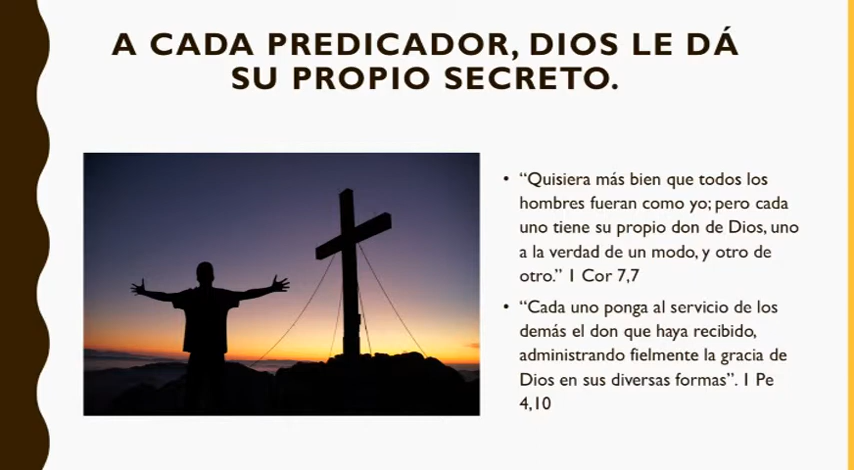 A CADA PREDICADOR, DIOS LE DÁ
SU PROPIO SECRETO.
• “Quisiera más bien que todos los
hombres fueran como yo; pero cada
uno tiene su propio don de Dios, uno
a la verdad de un modo, y otro de
otro.” 1 Cor 7,7
• “Cada uno ponga al servicio de los
demás el don que haya recibido,
administrando fielmente la gracia de
Dios en sus diversas formas”. 1 Pe
4,10